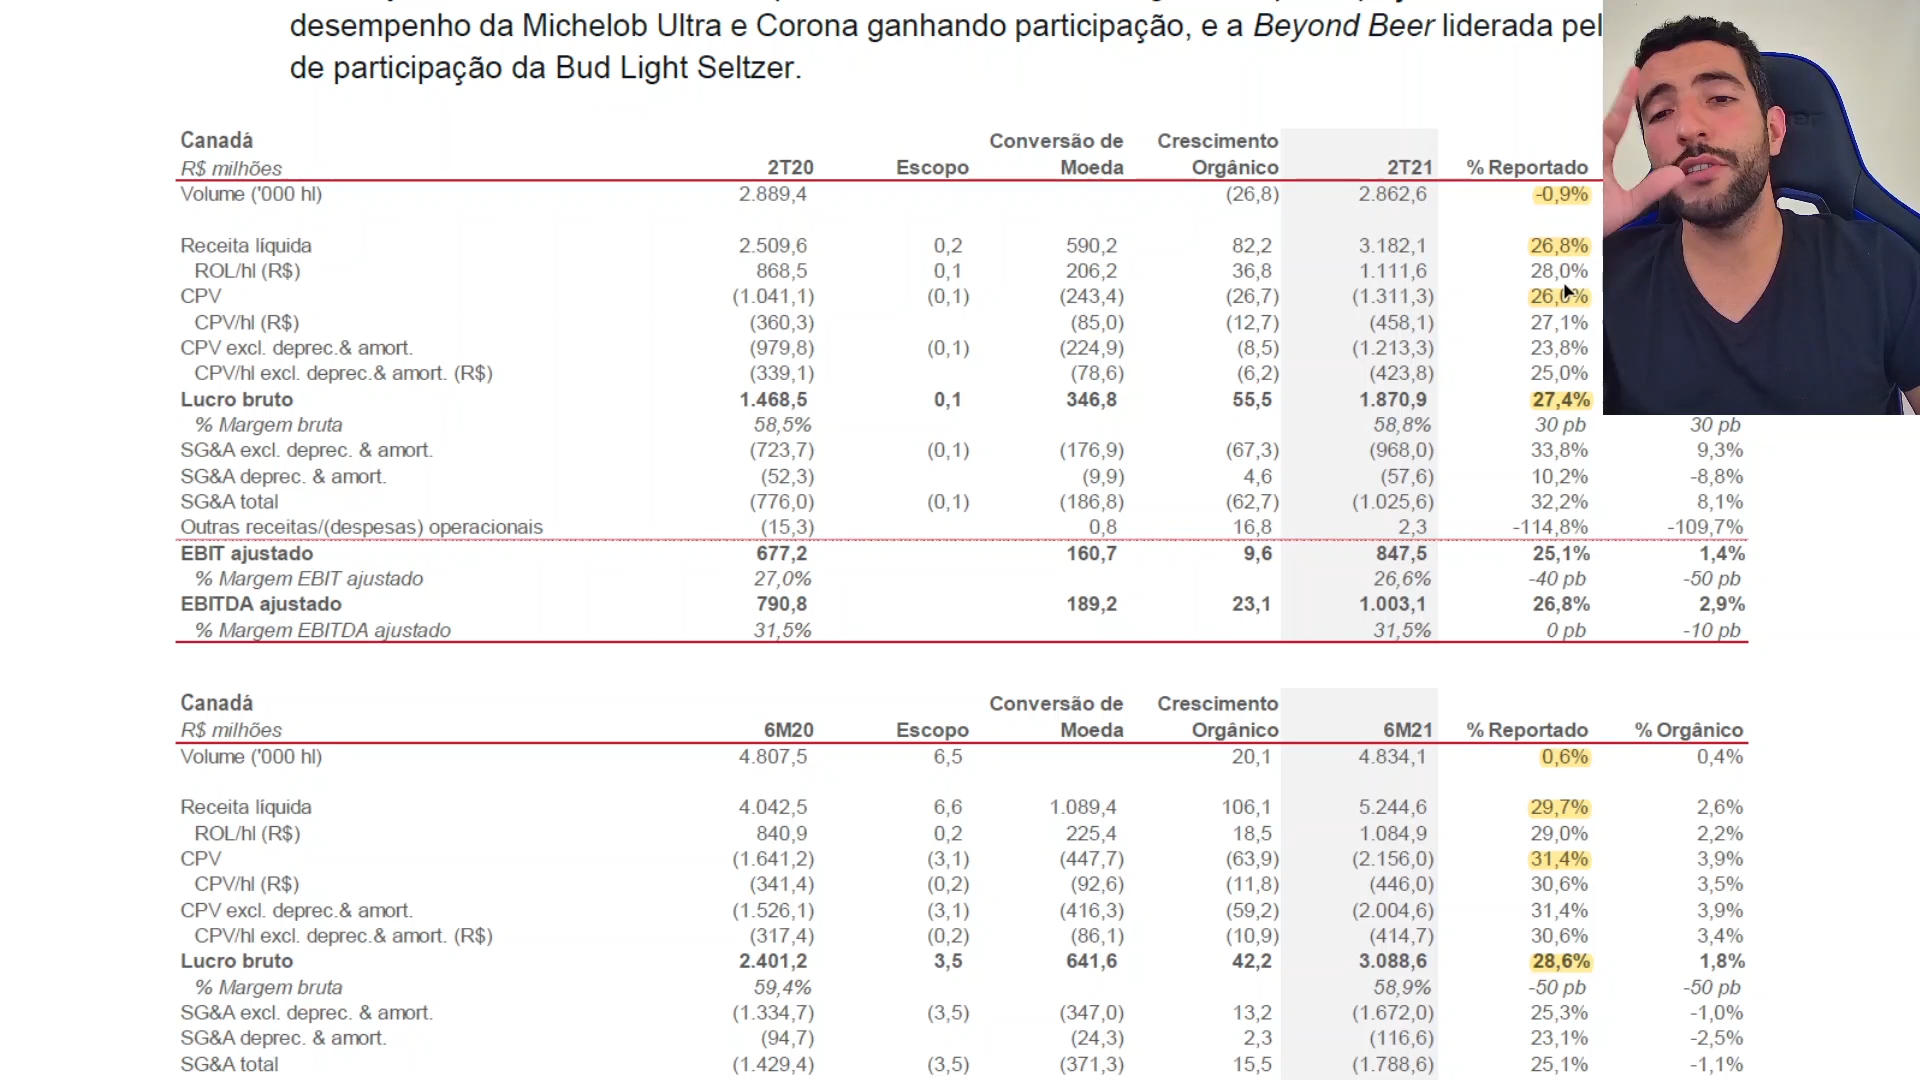 desempenho da Michelob Ultra e Corona ganhando participação, e a Beyond Beer liderada pel
de participação da Bud Light Seltzer.
Canadá Conversão de Crescimento
R$ milhões 2T20 Escopo Moeda Orgânico 2T21 % Reportado
Volume ('000 hl) 2.889,4 (26,8) 2.862,6 -0,9%
Receita líquida 2.509,6 0,2 590,2 82,2 3.182,1 26,8%
ROL/hl (R$) 868,5 0,1 206,2 36,8 1.111,6 28,0%
CPV (1.041,1) (0,1) (243,4) (26,7) (1.311,3)
CPV/hl (R$) (360,3) (85,0) (12,7) (458,1) 27,1%
CPV excl. deprec.& amort. (979,8) (0,1) (224,9) (8,5) (1.213,3) 23,8%
CPV/hl excl. deprec.& amort. (R$) (339,1) (78,6) (6,2) (423,8) 25,0%
Lucro bruto 1.468,5 0,1 346,8 55,5 1.870,9 27,4%
% Margem bruta 58,5% 58,8% 30 pb 30 pb
SG&A excl. deprec. & amort. (723,7) (0,1) (176,9) (67,3) (968,0) 33,8% 9,3%
SG&A deprec. & amort. (52,3) (9,9) 4,6 (57,6) 10,2% -8,8%
SG&A total (776,0) (0,1) (186,8) (62,7) (1.025,6) 32,2% 8,1%
Outras receitas/(despesas) operacionais (15,3) 0,8 16,8 2,3 -114,8% -109,7%
EBIT ajustado 677,2 160,7 9,6 847,5 25,1% 1,4%
% Margem EBIT ajustado 27,0% 26,6% -40 pb -50 pb
EBITDA ajustado 790,8 189,2 23,1 1.003,1 26,8% 2,9%
% Margem EBITDA ajustado 31,5% 31,5% 0 pb -10 pb
Canadá Conversão de Crescimento
R$ milhões 6M20 Escopo Moeda Orgânico 6M21 % Reportado % Orgânico
Volume ('000 hl) 4.807,5 6,5 20,1 4.834,1 0,6% 0,4%
Receita líquida 4.042,5 6,6 1.089,4 106,1 5.244,6 29,7% 2,6%
ROL/hl (R$) 840,9 0,2 225,4 18,5 1.084,9 29,0% 2,2%
CPV (1.641,2) (3,1) (447,7) (63,9) (2.156,0) 31,4% 3,9%
CPV/hl (R$) (341,4) (0,2) (92,6) (11,8) (446,0) 30,6% 3,5%
CPV excl. deprec.& amort. (1.526,1) (3,1) (416,3) (59,2) (2.004,6) 31,4% 3,9%
CPV/hl excl. deprec.& amort. (R$) (317,4) (0,2) (86,1) (10,9) (414,7) 30,6% 3,4%
Lucro bruto 2.401,2 3,5 641,6 42,2 3.088,6 28,6% 1,8%
% Margem bruta 59,4% 58,9% -50 pb -50 pb
SG&A excl. deprec. & amort. (1.334,7) (3,5) (347,0) 13,2 (1.672,0) 25,3% -1,0%
SG&A deprec. & amort. (94,7) (24,3) 2,3 (116,6) 23,1% -2,5%
SG&A total (1.429,4) (3,5) (371,3) 15,5 (1.788,6) 25,1% -1,1%